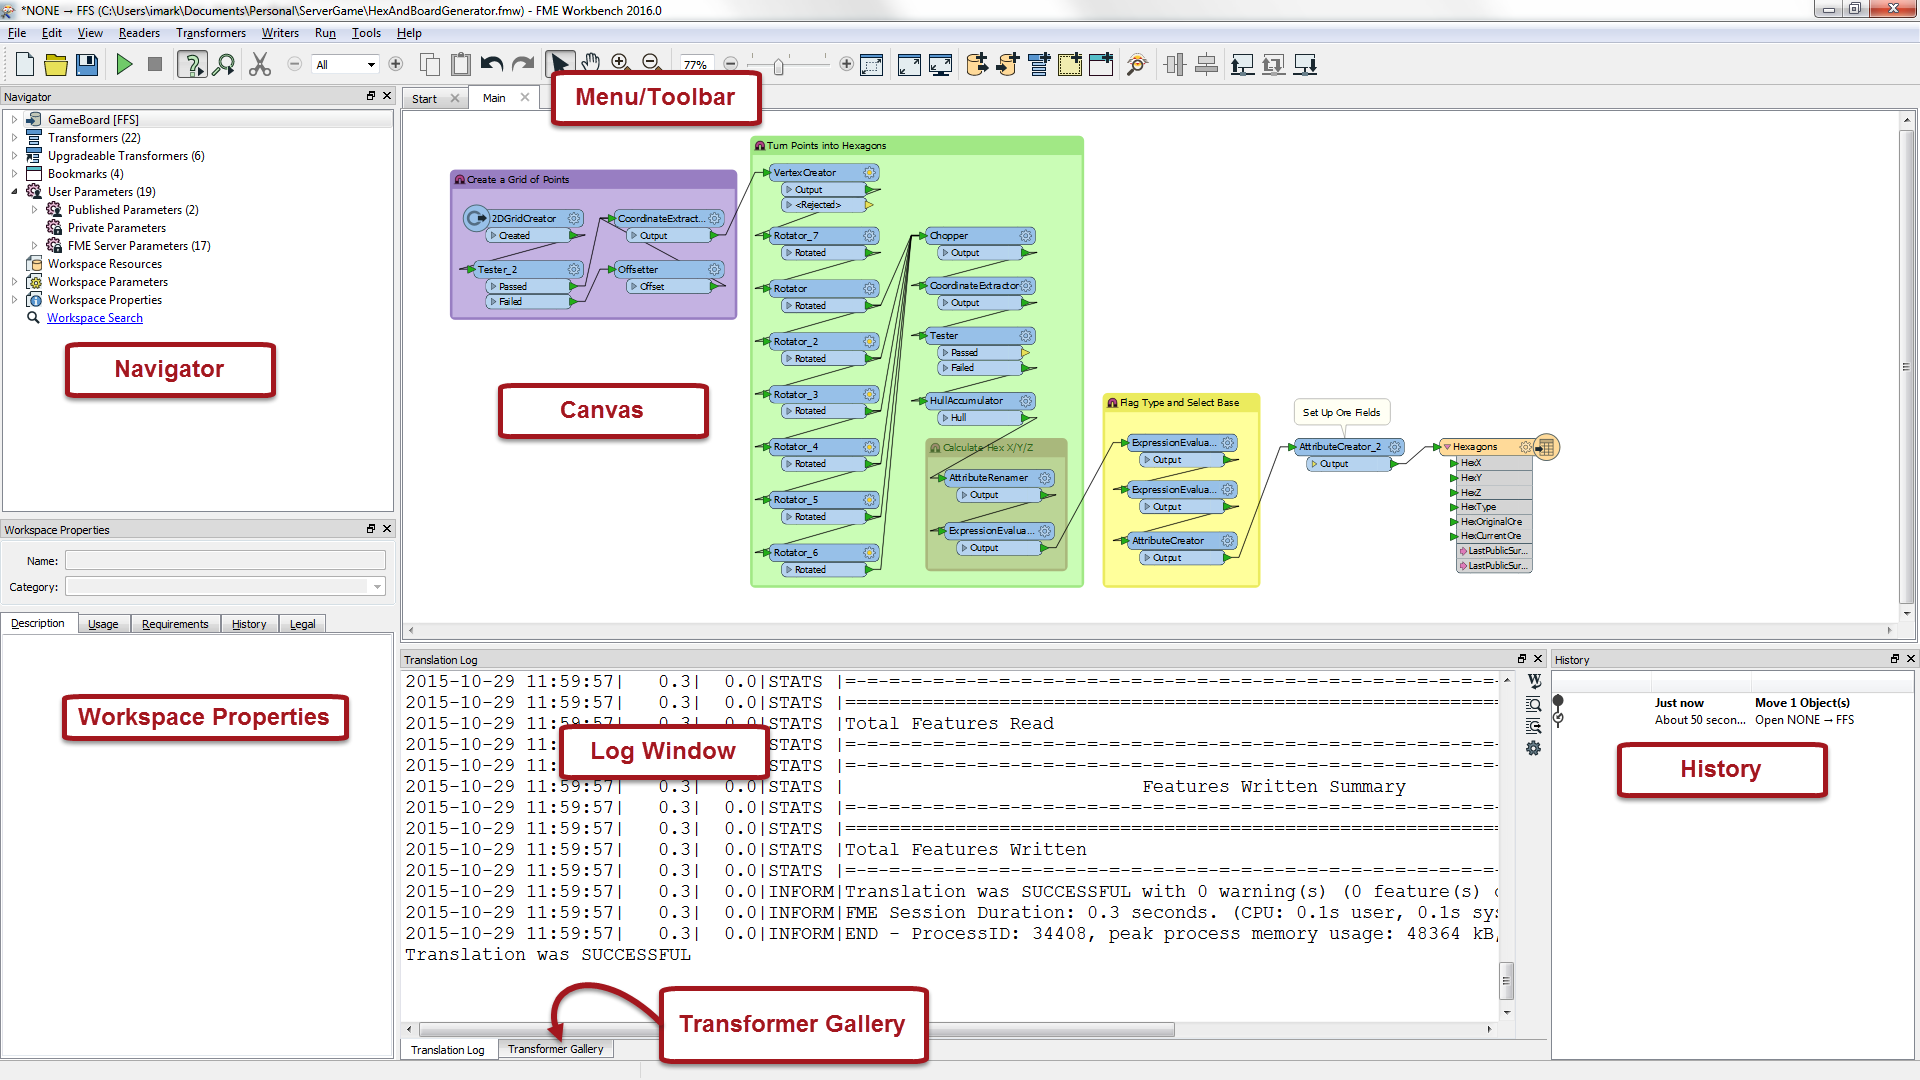 *NONE → FFS (C:\Users\imark\Documents\Personal\ServerGame\HexAndBoardGenerator.fmw) - FME Workbench 2016.0
File Edit View Readers Transformers Writers Run Tools Help
All
77%
Menu/Toolbar
Navigator
GameBoard [FFS]
Transformers (22)
Upgradeable Transformers (6)
Bookmarks (4)
User Parameters (19)
Published Parameters (2)
Private Parameters
FME Server Parameters (17)
Workspace Resources
Workspace Parameters
Workspace Properties
Workspace Search
Navigator
Workspace Properties
Name:
Category:
Description Usage Requirements History Legal
Workspace Properties
Start Main
Create a Grid of Points
2DGridCreator
Created
CoordinateExtract...
Output
Tester_2
Passed
Failed
Offsetter
Offset
Canvas
Turn Points into Hexagons
VertexCreator
Output
<Rejected>
Rotator_7
Rotated
Rotator
Rotated
Rotator_2
Rotated
Rotator_3
Rotated
Rotator_4
Rotated
Rotator_5
Rotated
Rotator_6
Rotated
Chopper
Output
CoordinateExtractor
Output
Tester
Passed
Failed
HullAccumulator
Hull
Calculate Hex X/Y/Z
AttributeRenamer
Output
ExpressionEvalua...
Output
Flag Type and Select Base
ExpressionEvalua...
Output
ExpressionEvalua...
Output
AttributeCreator
Output
Set Up Ore Fields
AttributeCreator_2
Output
Hexagons
HexX
HexY
HexZ
HexType
HexOriginalOre
HexCurrentOre
LastPublicSur...
LastPublicSur...
Translation Log
2015-10-29 11:59:57| 0.3| 0.0|STATS |=-=-=-=-=-=-=-=-=-=-=-=-=-=-=-=-=-=-=-=-=-=-=-=-=-=-=-=-=-=-
2015-10-29 11:59:57| 0.3| 0.0|STATS |============================================================
2015-10-29 11:59:57| 0.3| 0.0|STATS |Total Features Read
2015-10-29 11:59:57| 0.0|STATS |=-=-=-=-=-=-=-=-=-=-=-=-=-=-=-=-=-=-=-=-=-=-=-=-=-=-=-=-=-=-
2015-10-29 11:59:57| 0.0|STATS |=-=-=-=-=-=-=-=-=-=-=-=-=-=-=-=-=-=-=-=-=-=-=-=-=-=-=-=-=-=-
2015-10-29 11:59:57| 0.3| 0.0|STATS | Features Written Summary
2015-10-29 11:59:57| 0.3| 0.0|STATS |=-=-=-=-=-=-=-=-=-=-=-=-=-=-=-=-=-=-=-=-=-=-=-=-=-=-=-=-=-=-
2015-10-29 11:59:57| 0.3| 0.0|STATS |============================================================
2015-10-29 11:59:57| 0.3| 0.0|STATS |Total Features Written
2015-10-29 11:59:57| 0.3| 0.0|STATS |=-=-=-=-=-=-=-=-=-=-=-=-=-=-=-=-=-=-=-=-=-=-=-=-=-=-=-=-=-=-
2015-10-29 11:59:57| 0.3| 0.0|INFORM|Translation was SUCCESSFUL with 0 warning(s) (0 feature(s)
2015-10-29 11:59:57| 0.3| 0.0|INFORM|FME Session Duration: 0.3 seconds. (CPU: 0.1s user, 0.1s sys
2015-10-29 11:59:57| 0.3| 0.0|INFORM|END - ProcessID: 34408, peak process memory usage: 48364 kB,
Translation was SUCCESSFUL
Log Window
Translation Log Transformer Gallery
Transformer Gallery
History
Just now Move 1 Object(s)
About 50 secon... Open NONE → FFS
History